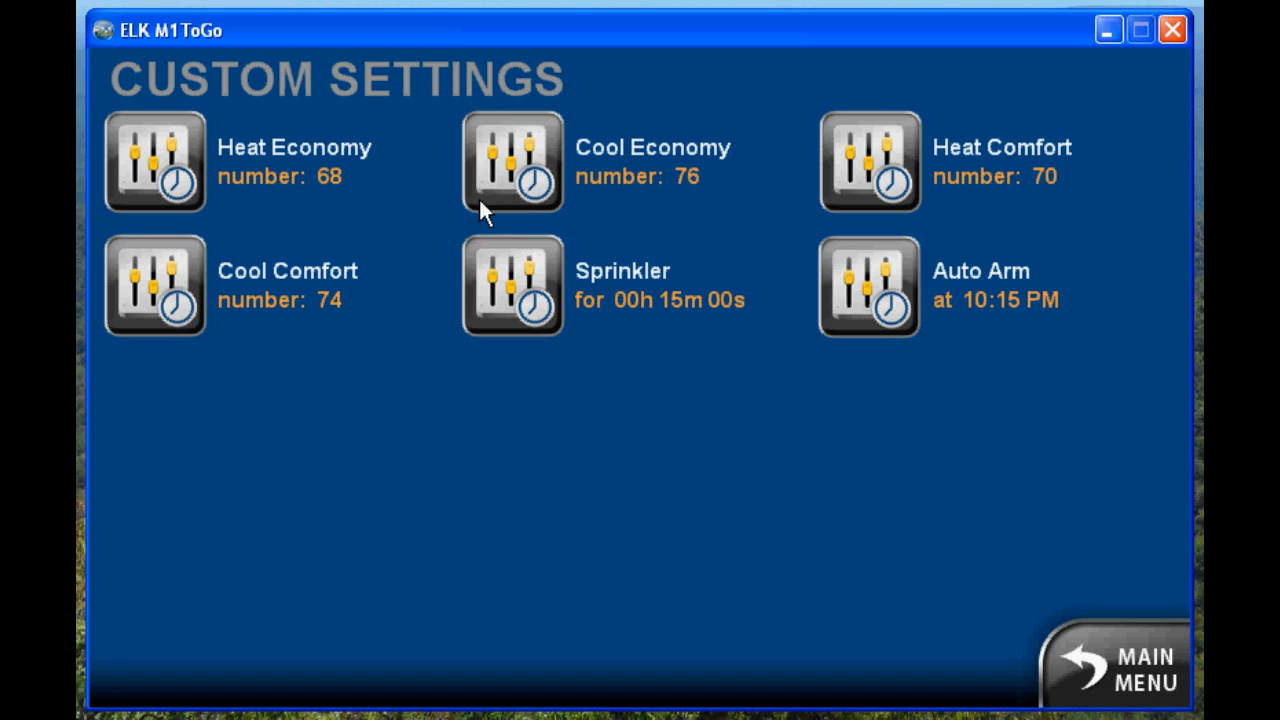 ELK M1ToGo
CUSTOM SETTINGS
Heat Economy
number: 68
Cool Economy
number: 76
Heat Comfort
number: 70
Cool Comfort
number: 74
Sprinkler
for 00h 15m 00s
Auto Arm
at 10:15 PM
MAIN
MENU